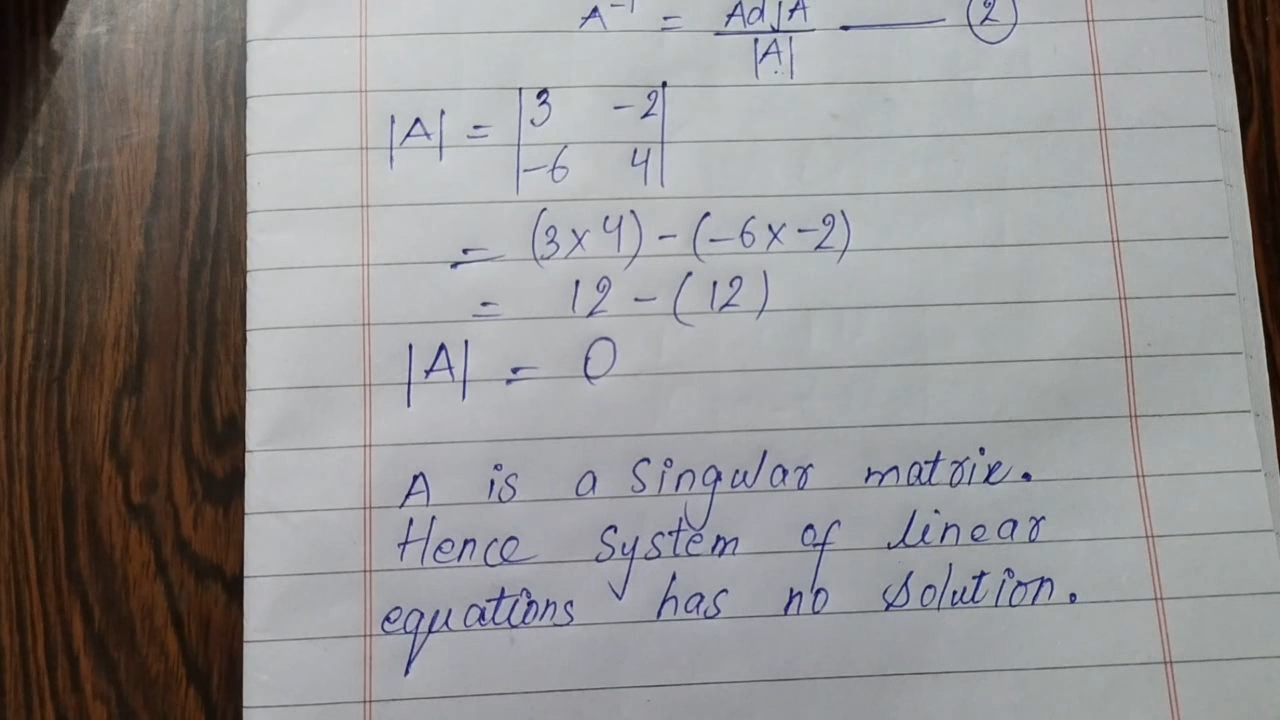 A⁻¹ = AdjA / |A| —— 2
|A| = | 3 -2 |
| -6 4 |
= (3×4) - (-6×-2)
= 12 - (12)
|A| = 0
A is a Singular matrix.
Hence System of linear
equations has no Solution.